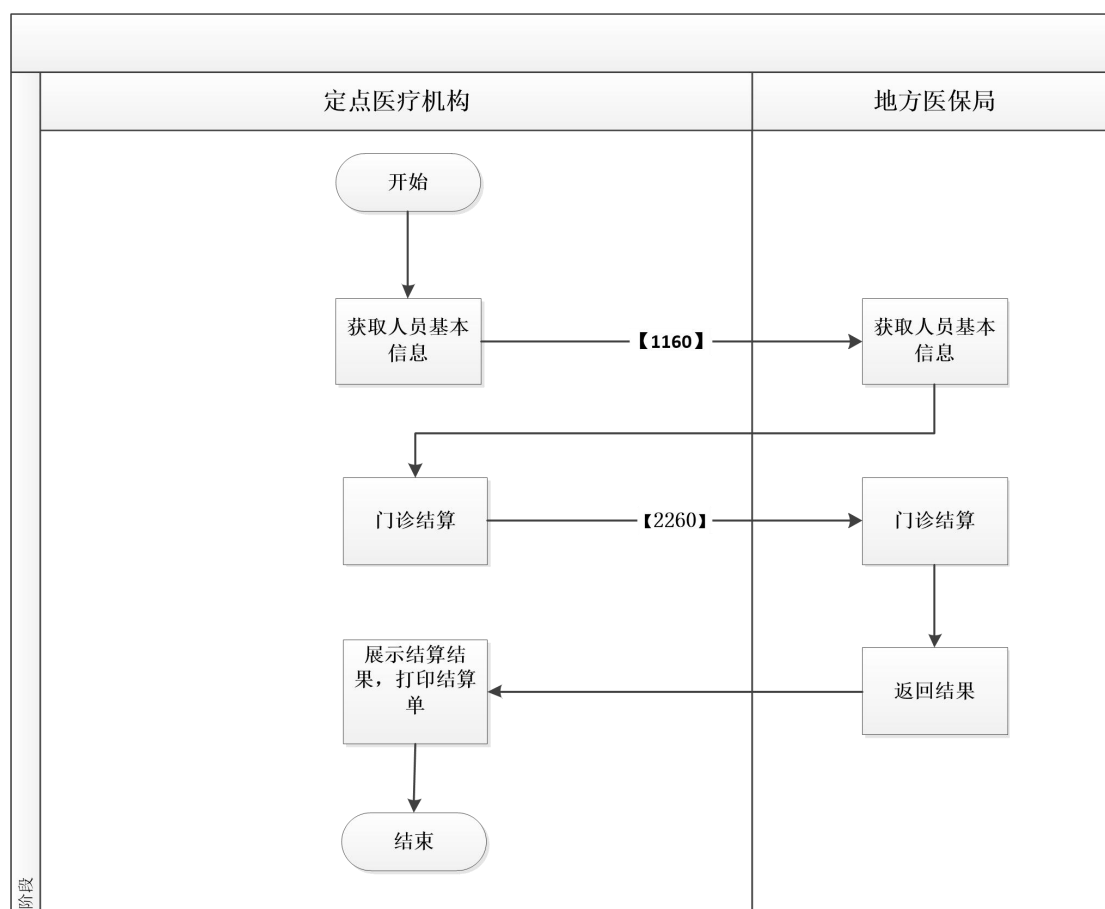 定点医疗机构
地方医保局
开始
获取人员基本
信息
【1160】
获取人员基本
信息
门诊结算
【2260】
门诊结算
展示结算结
果，打印结算
单
返回结果
结束
阶段